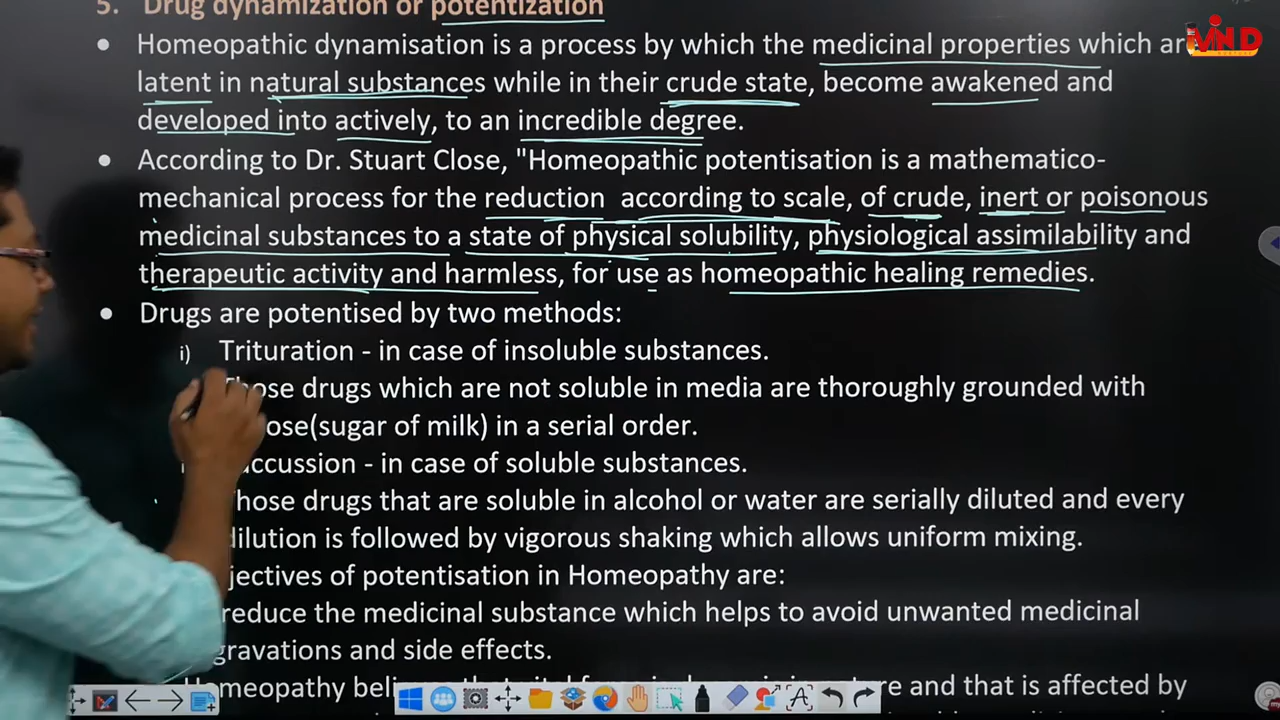 5. Drug dynamization or potentization
• Homeopathic dynamisation is a process by which the medicinal properties which are
latent in natural substances while in their crude state, become awakened and
developed into actively, to an incredible degree.
• According to Dr. Stuart Close, "Homeopathic potentisation is a mathematico-
mechanical process for the reduction according to scale, of crude, inert or poisonous
medicinal substances to a state of physical solubility, physiological assimilability and
therapeutic activity and harmless, for use as homeopathic healing remedies.
• Drugs are potentised by two methods:
i) Trituration - in case of insoluble substances.
hose drugs which are not soluble in media are thoroughly grounded with
ose(sugar of milk) in a serial order.
ccussion - in case of soluble substances.
hose drugs that are soluble in alcohol or water are serially diluted and every
dilution is followed by vigorous shaking which allows uniform mixing.
jectives of potentisation in Homeopathy are:
reduce the medicinal substance which helps to avoid unwanted medicinal
gravations and side effects.
Homeopathy and that is affected by